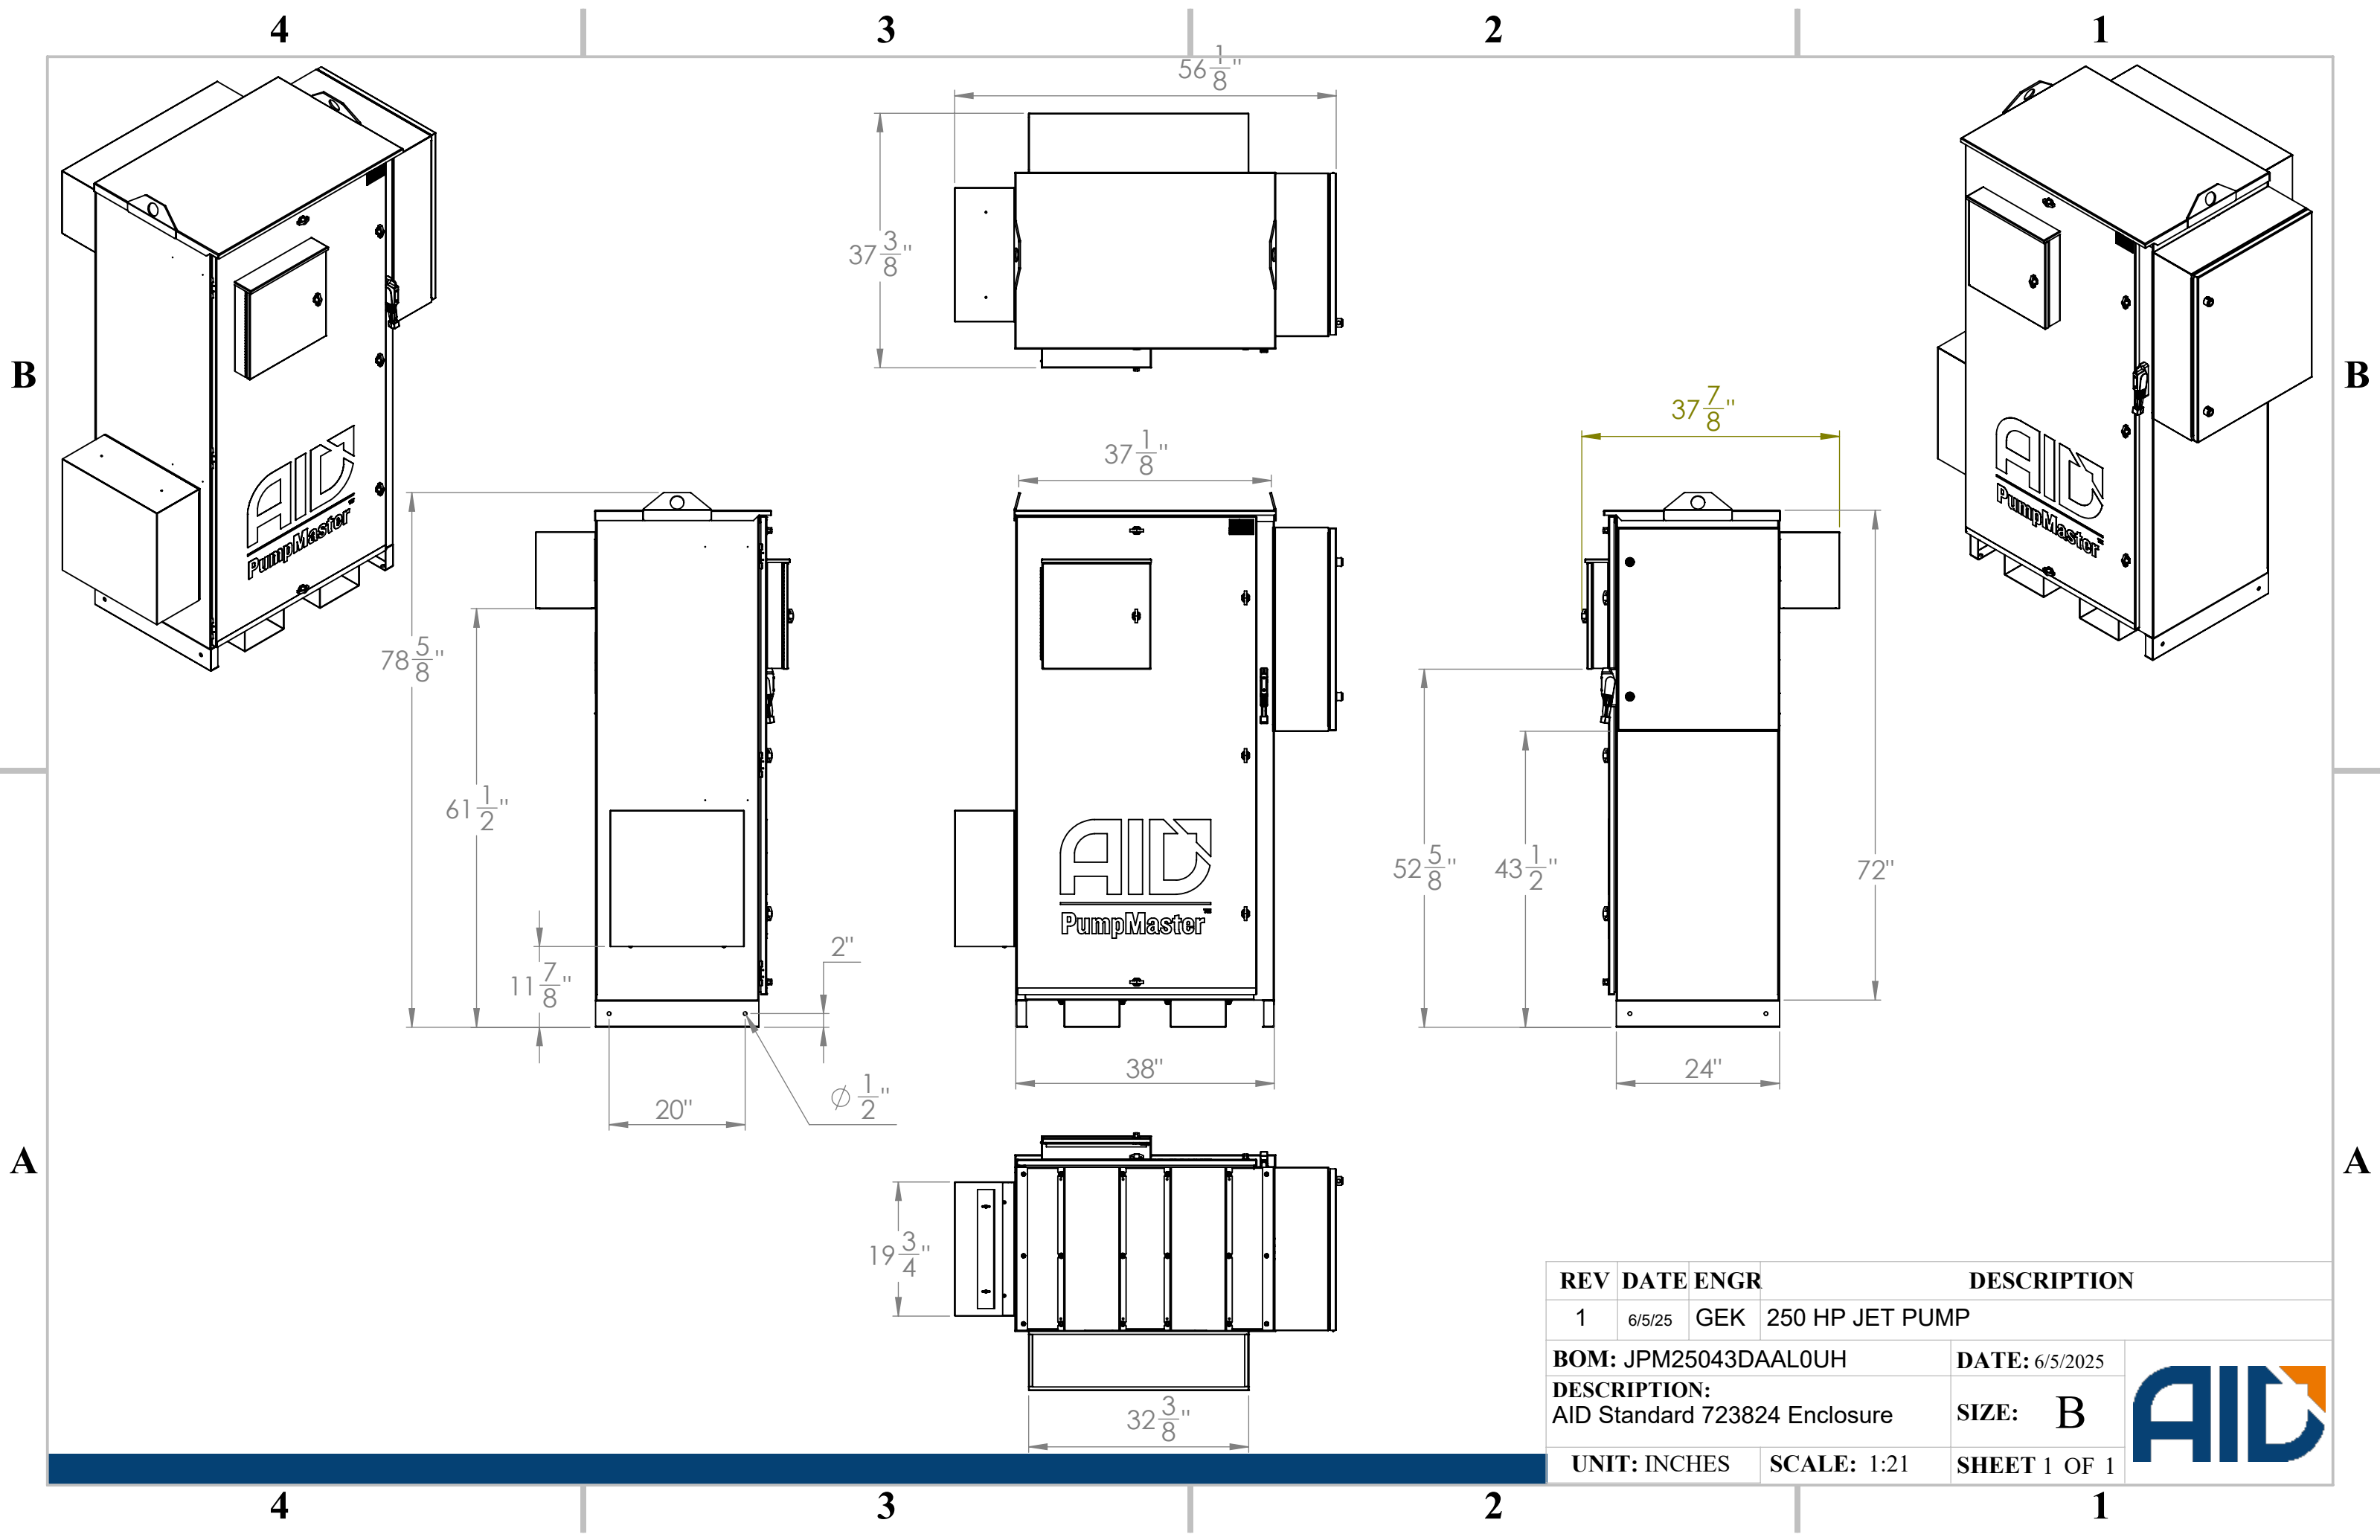 4 3 2 1
56 1/8"
37 3/8"
B B
37 7/8"
37 1/8"
AID
PumpMaster™
AID
PumpMaster™
78 5/8"
61 1/2"
52 5/8"
43 1/2"
72"
AID
PumpMaster™
2"
11 7/8"
38"
24"
20"
Ø 1/2"
A A
19 3/4"
32 3/8"
REV DATE ENGR DESCRIPTION
1 6/5/25 GEK 250 HP JET PUMP
BOM: JPM25043DAAL0UH DATE: 6/5/2025
DESCRIPTION:
AID Standard 723824 Enclosure
SIZE: B
AID
UNIT: INCHES SCALE: 1:21 SHEET 1 OF 1
4 3 2 1